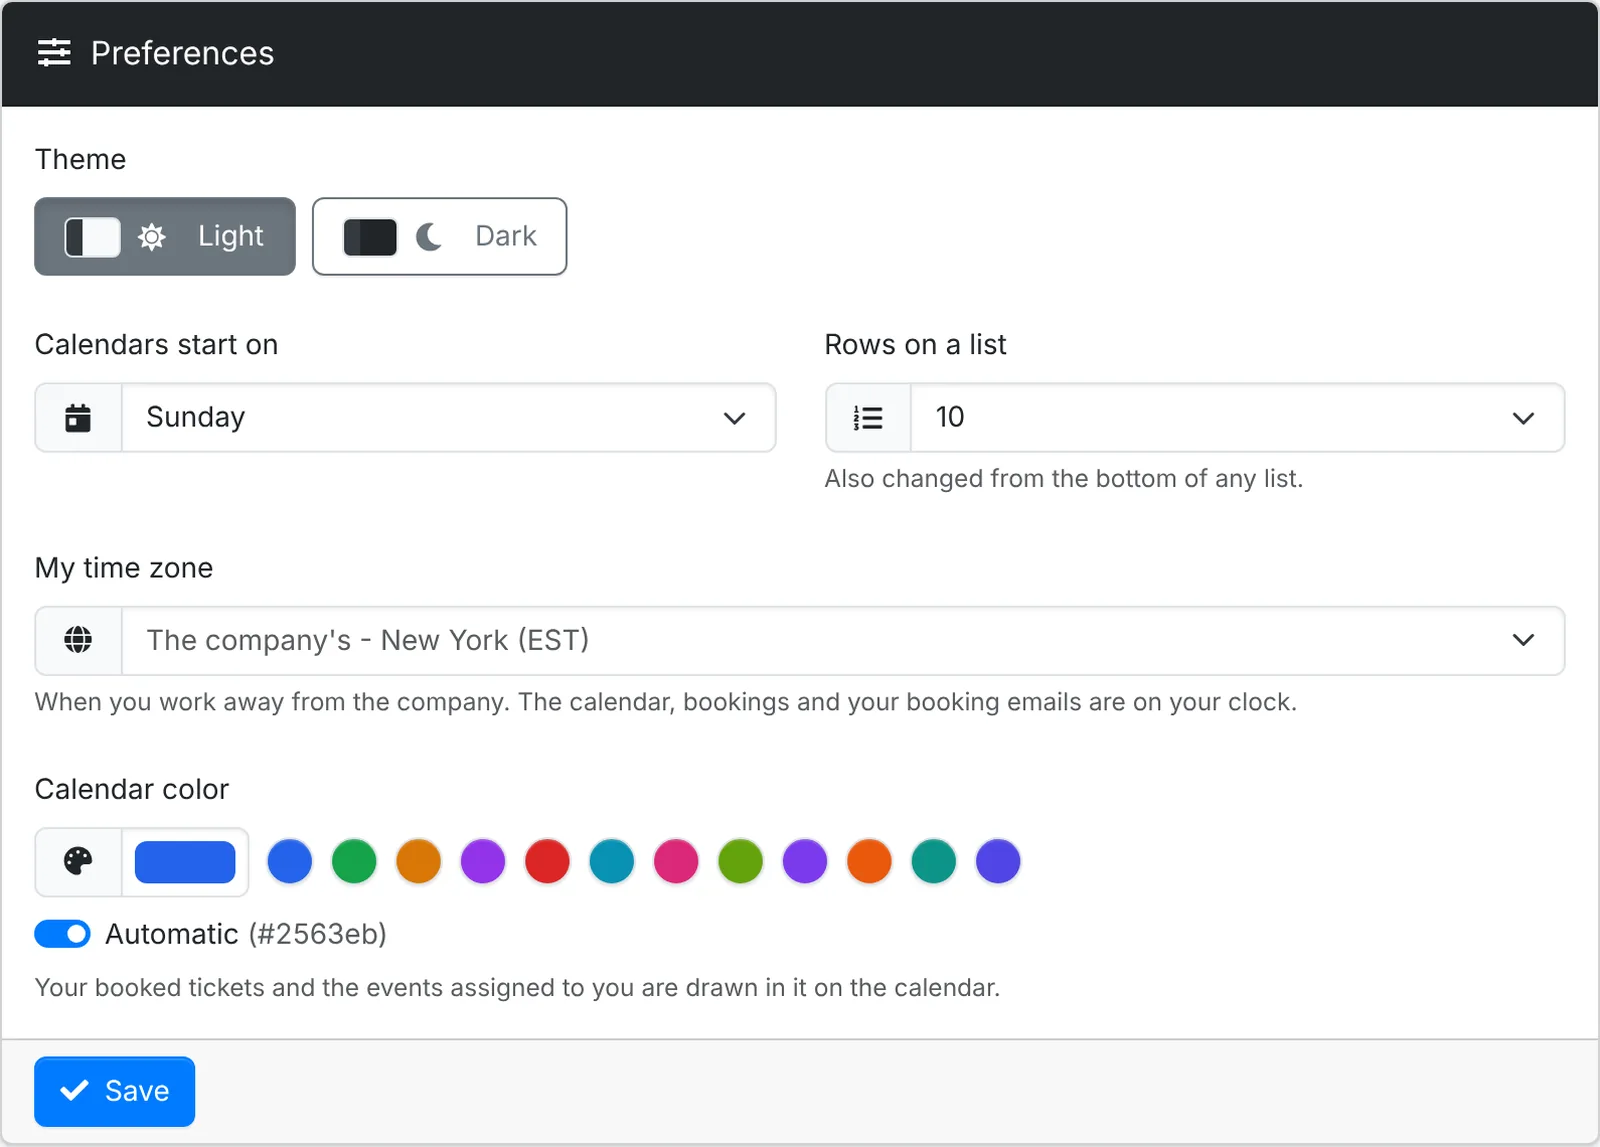 Preferences
Theme
Light
Dark
Calendars start on
Rows on a list
Sunday
10
Also changed from the bottom of any list.
My time zone
The company's - New York (EST)
When you work away from the company. The calendar, bookings and your booking emails are on your clock.
Calendar color
Automatic (#2563eb)
Your booked tickets and the events assigned to you are drawn in it on the calendar.
Save